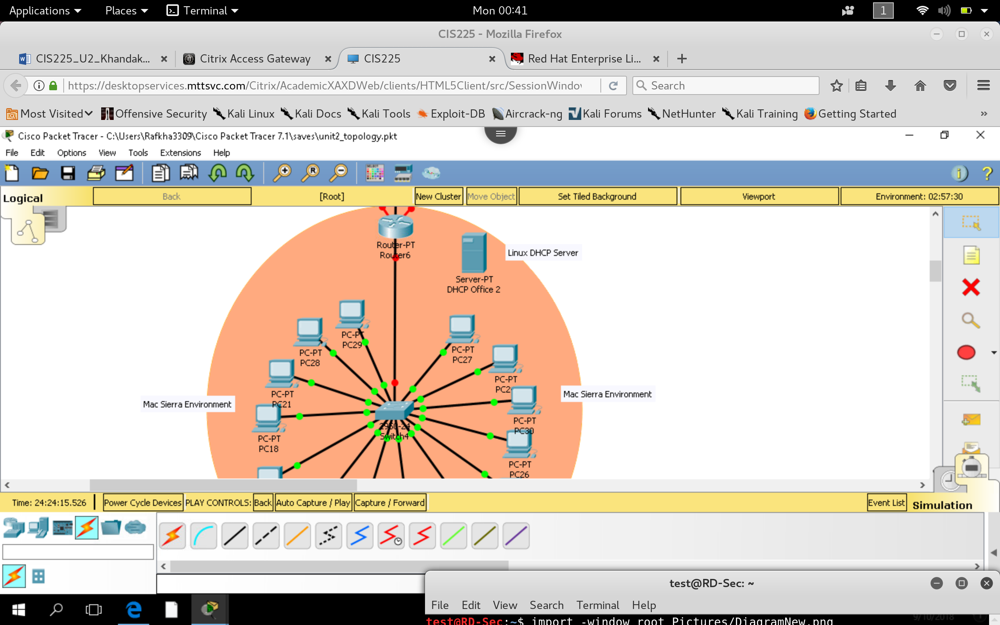 Applications Places Terminal Mon 00:41 1
CIS225 - Mozilla Firefox
CIS225_U2_Khandak... Citrix Access Gateway CIS225 Red Hat Enterprise Li...
https://desktopservices.mttsvc.com/Citrix/AcademicXAXDWeb/clients/HTML5Client/src/SessionWindow Search
Most Visited Offensive Security Kali Linux Kali Docs Kali Tools Exploit-DB Aircrack-ng Kali Forums NetHunter Kali Training Getting Started »
Cisco Packet Tracer - C:\Users\Rafkha3309\Cisco Packet Tracer 7.1\saves\unit2_topology.pkt
File Edit Options View Tools Extensions Help
Logical Back [Root] New Cluster Move Object Set Tiled Background Viewport Environment: 02:57:30
Router-PT
Router6
Linux DHCP Server
Server-PT
DHCP Office 2
PC-PT
PC29
PC-PT
PC28
PC-PT
PC27
PC-PT
PC-PT
PC21
Mac Sierra Environment
Mac Sierra Environment
PC-PT
PC30
2950-24
Switch4
PC-PT
PC18
PC-PT
PC26
Time: 24:24:15.526 Power Cycle Devices PLAY CONTROLS: Back Auto Capture / Play Capture / Forward Event List Simulation
test@RD-Sec: ~
File Edit View Search Terminal Help
test@RD-Sec:~$ import -window root Pictures/DiagramNew.png
9/10/2018